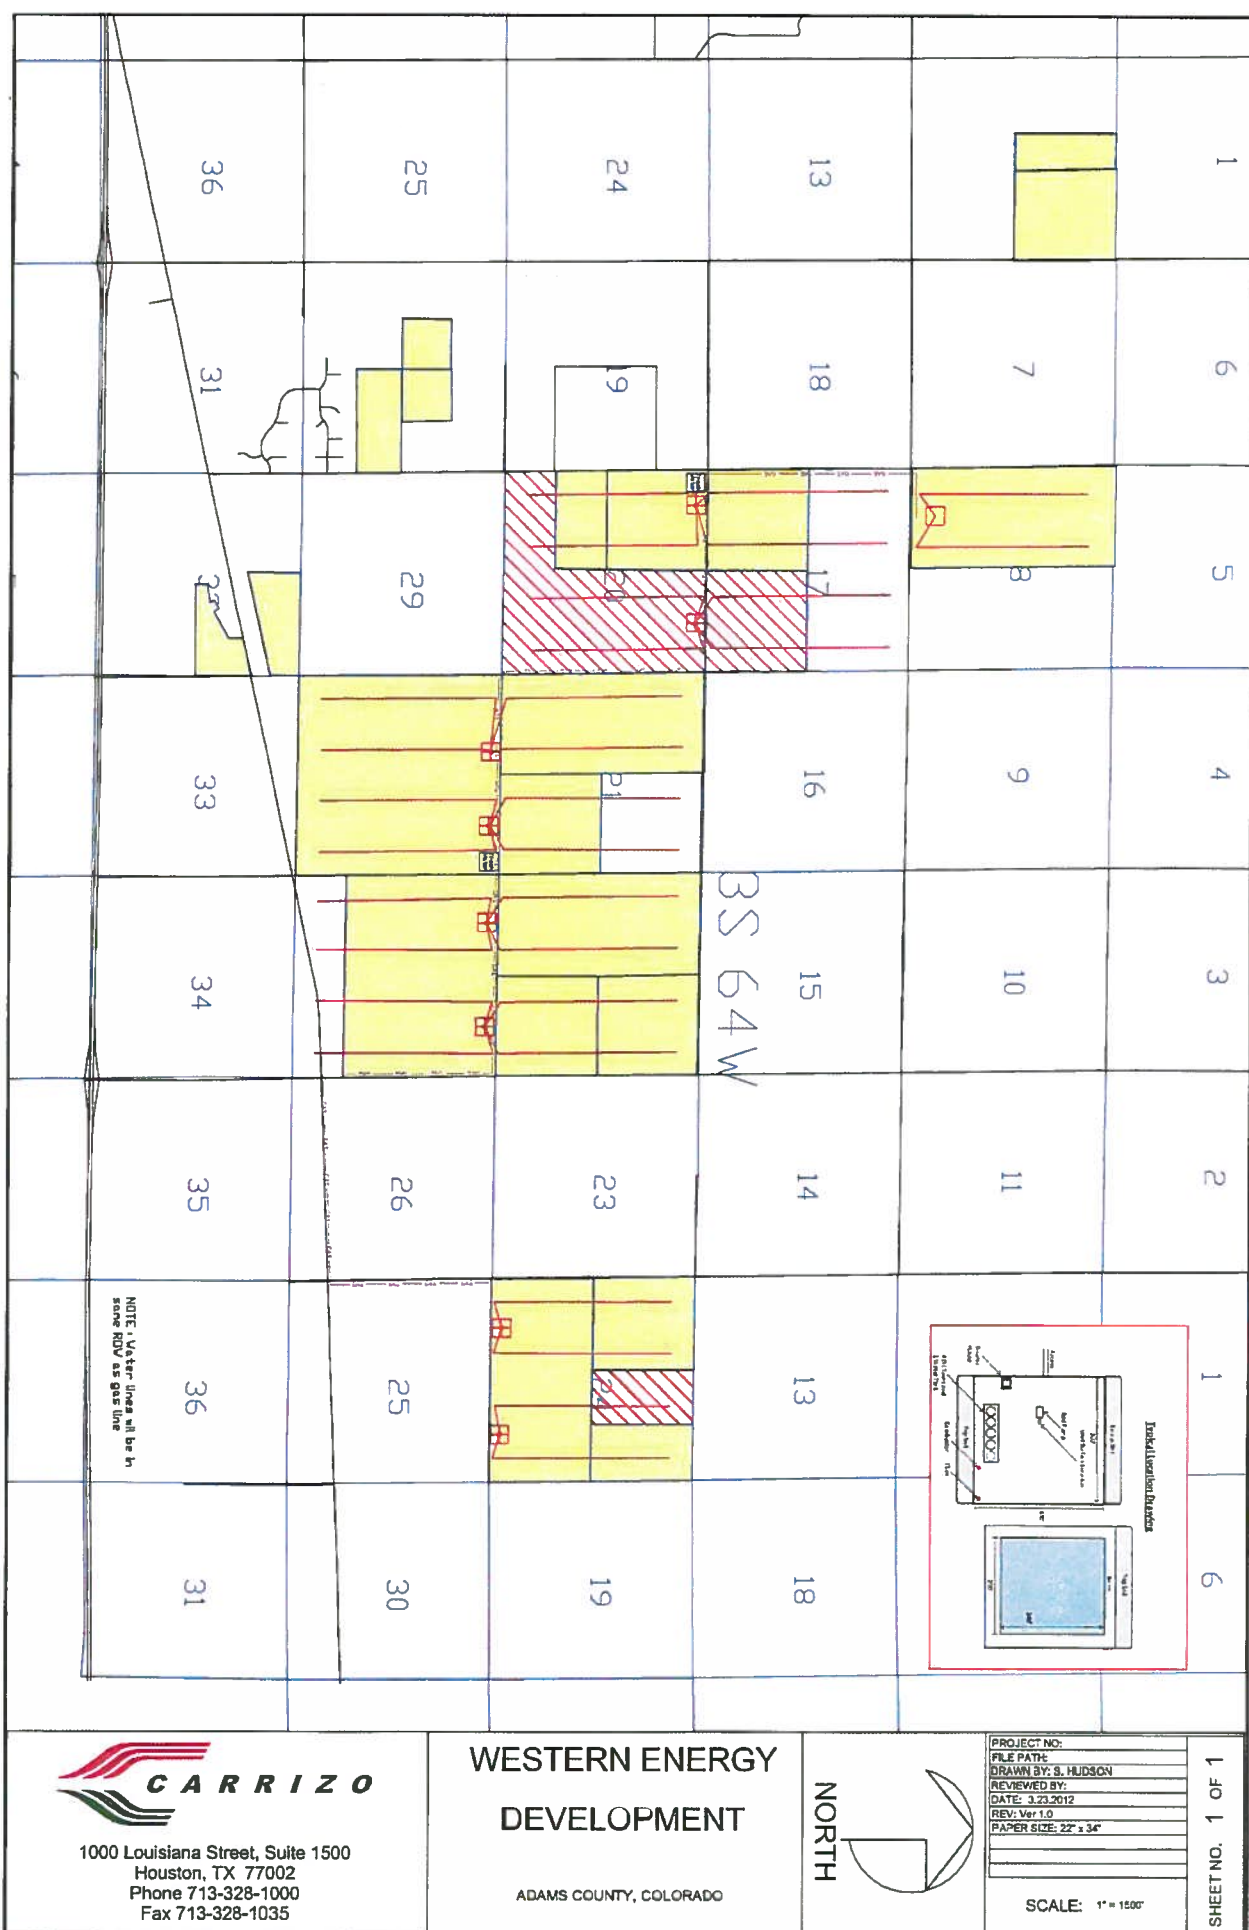 1
6
5
4
3
2
1
6
7
8
9
10
11
13
18
17
16
15
14
13
18
3S 64W
24
19
20
21
23
24
19
25
29
26
25
30
36
31
32
33
34
35
36
31
Typical Location Drawing
NOTE : Water lines will be in
same ROW as gas line
CARRIZO
1000 Louisiana Street, Suite 1500
Houston, TX 77002
Phone 713-328-1000
Fax 713-328-1035
WESTERN ENERGY
DEVELOPMENT
ADAMS COUNTY, COLORADO
NORTH
PROJECT NO:
FILE PATH:
DRAWN BY: S. HUDSON
REVIEWED BY:
DATE: 3.23.2012
REV: Ver 1.0
PAPER SIZE: 22" x 34"
SCALE: 1" = 1500'
SHEET NO. 1 OF 1